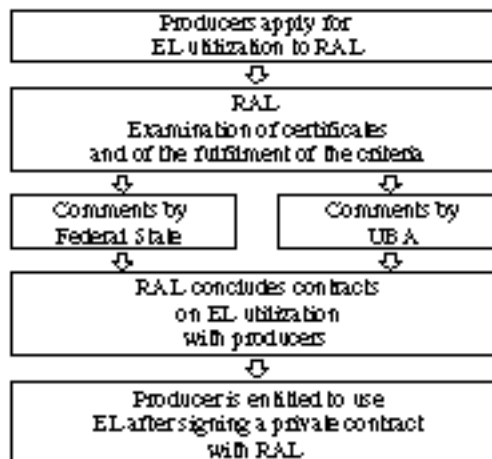 Producers apply for
EL utilization to RAL
RAL
Examination of certificates
and of the fulfilment of the criteria
Comments by
Federal State
Comments by
UBA
RAL concludes contracts
on EL utilization
with producers
Producer is entitled to use
EL after signing a private contract
with RAL